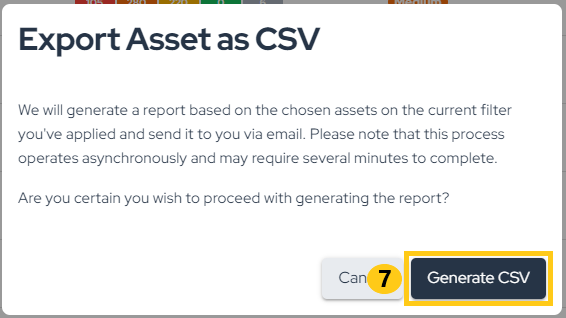 Export Asset as CSV
We will generate a report based on the chosen assets on the current filter
you've applied and send it to you via email. Please note that this process
operates asynchronously and may require several minutes to complete.
Are you certain you wish to proceed with generating the report?
7 Generate CSV